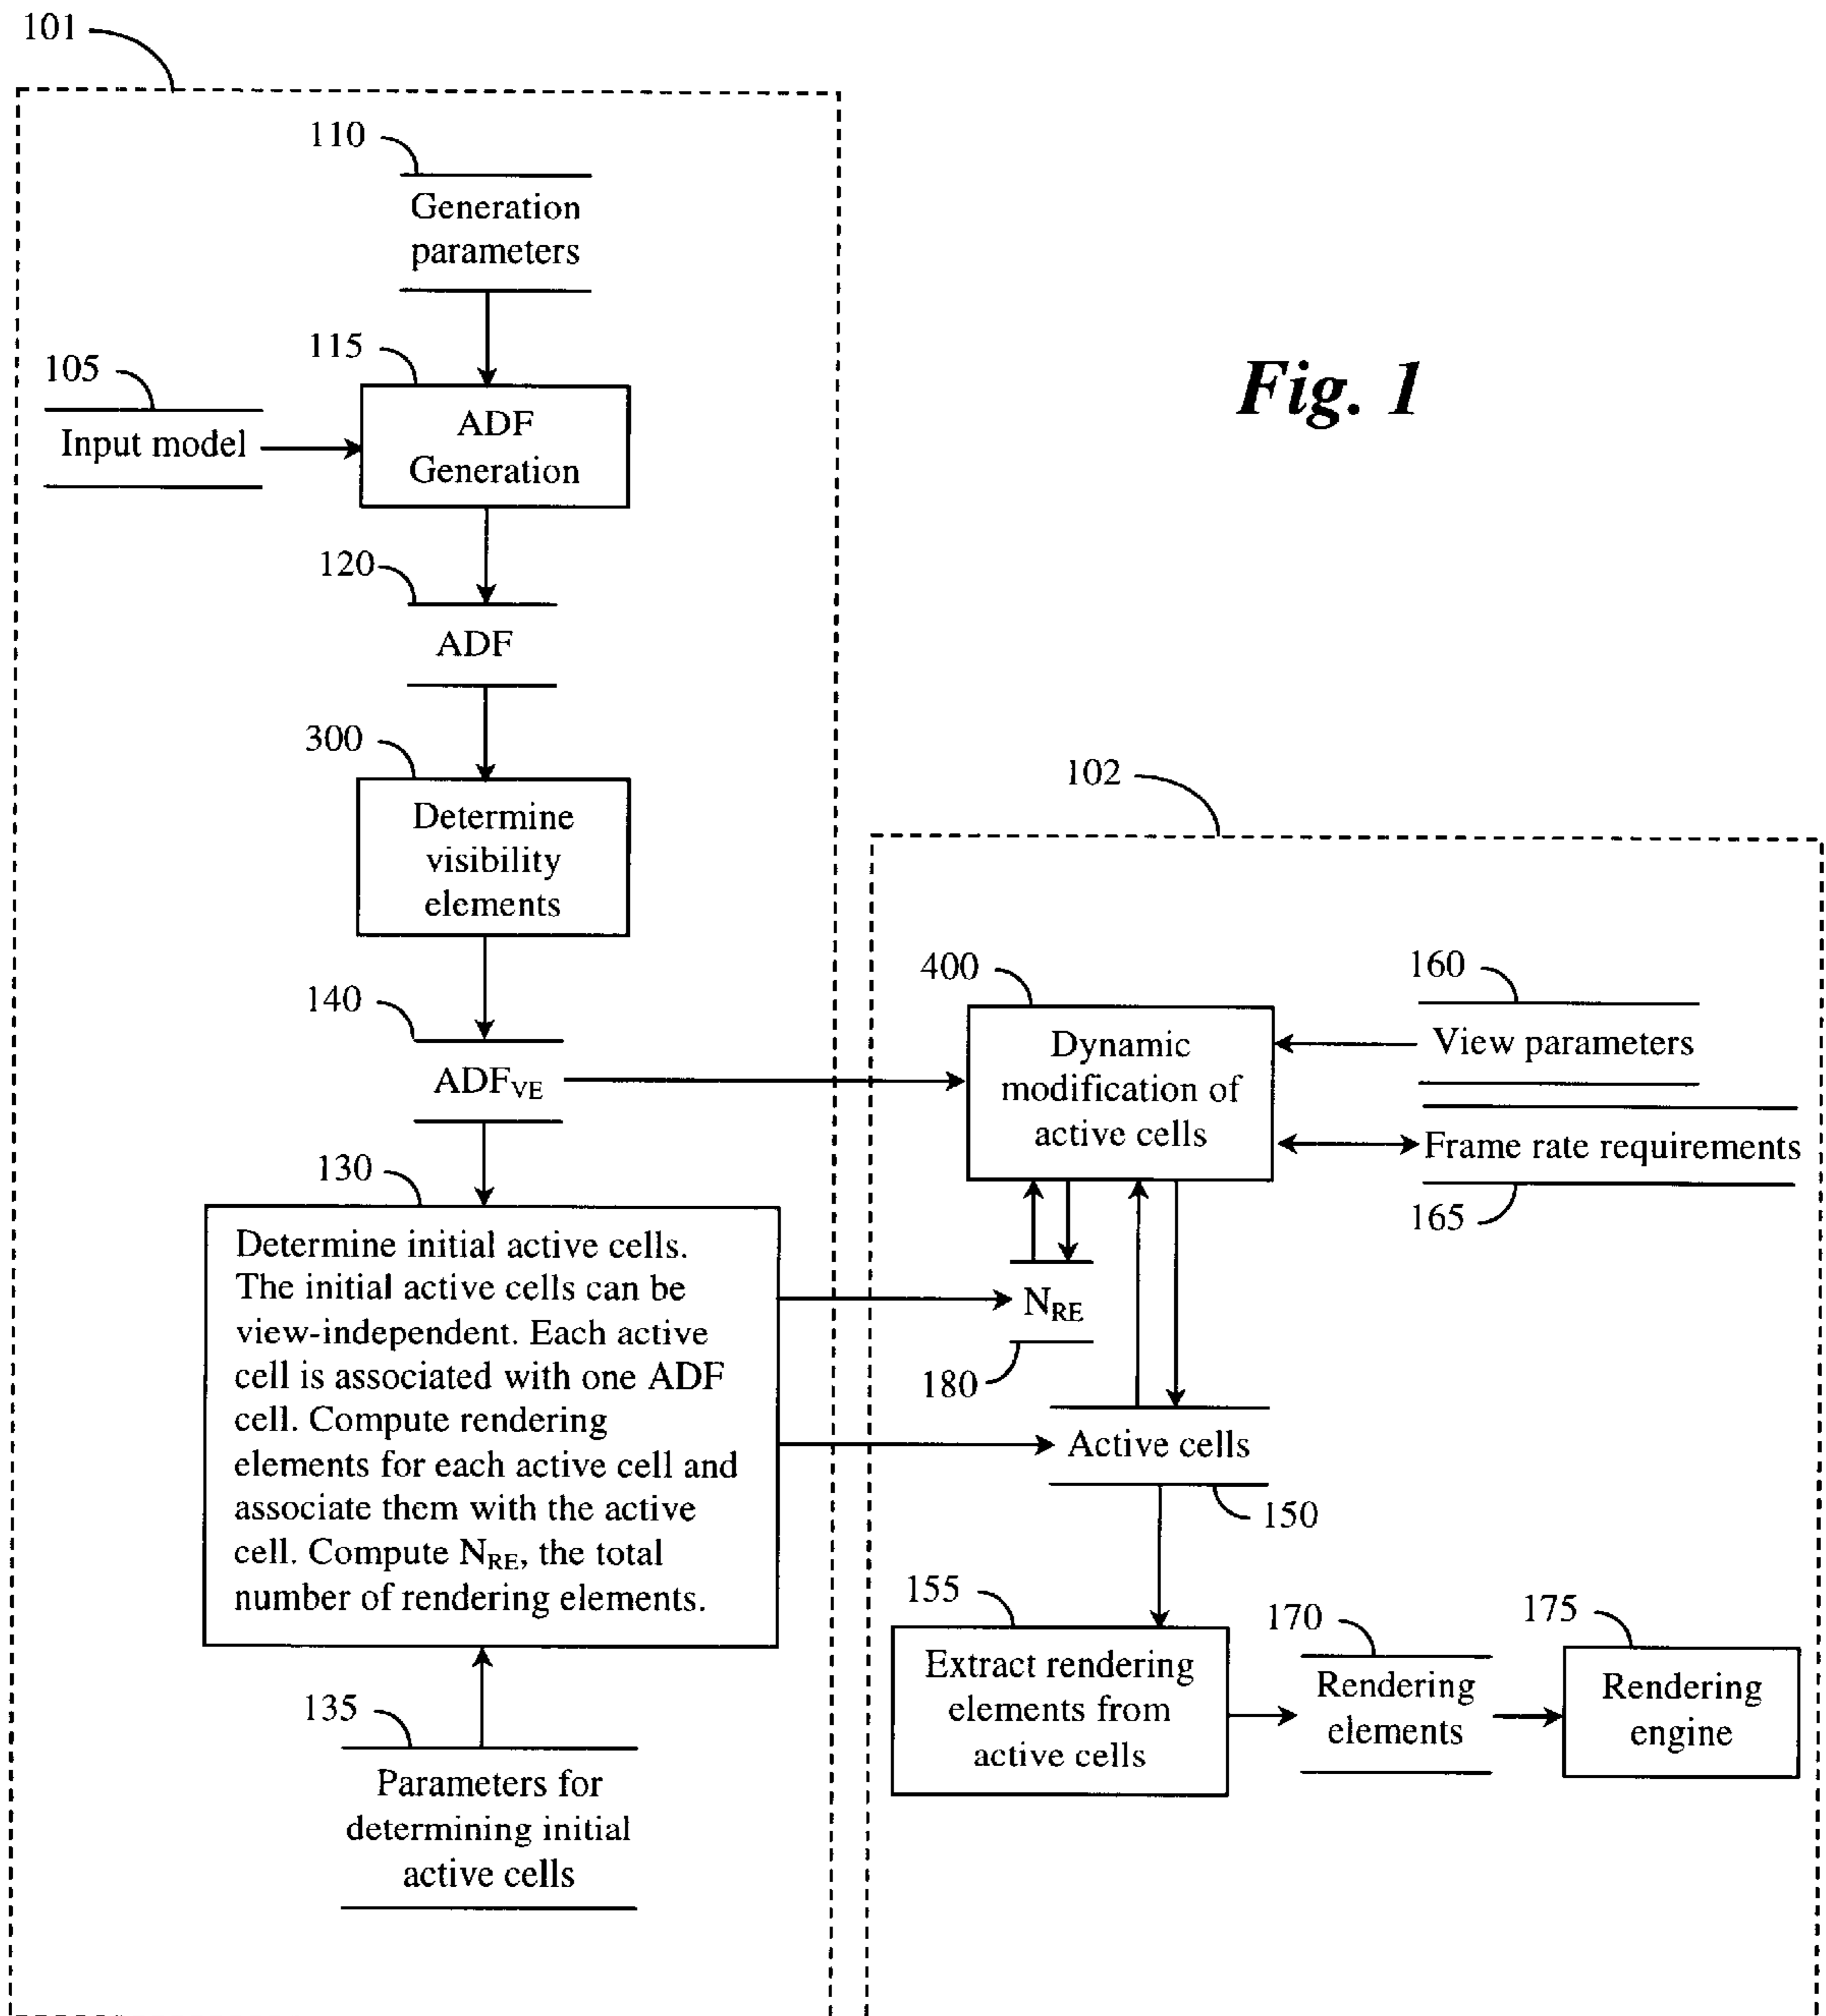 101
110
Generation
parameters
115
105
Input model
ADF
Generation
Fig. 1
120
ADF
300
Determine
visibility
elements
102
140
ADFVE
400
Dynamic
modification of
active cells
160
View parameters
Frame rate requirements
165
130
Determine initial active cells.
The initial active cells can be
view-independent. Each active
cell is associated with one ADF
cell. Compute rendering
elements for each active cell and
associate them with the active
cell. Compute NRE, the total
number of rendering elements.
NRE
180
Active cells
150
135
Parameters for
determining initial
active cells
155
Extract rendering
elements from
active cells
170
Rendering
elements
175
Rendering
engine